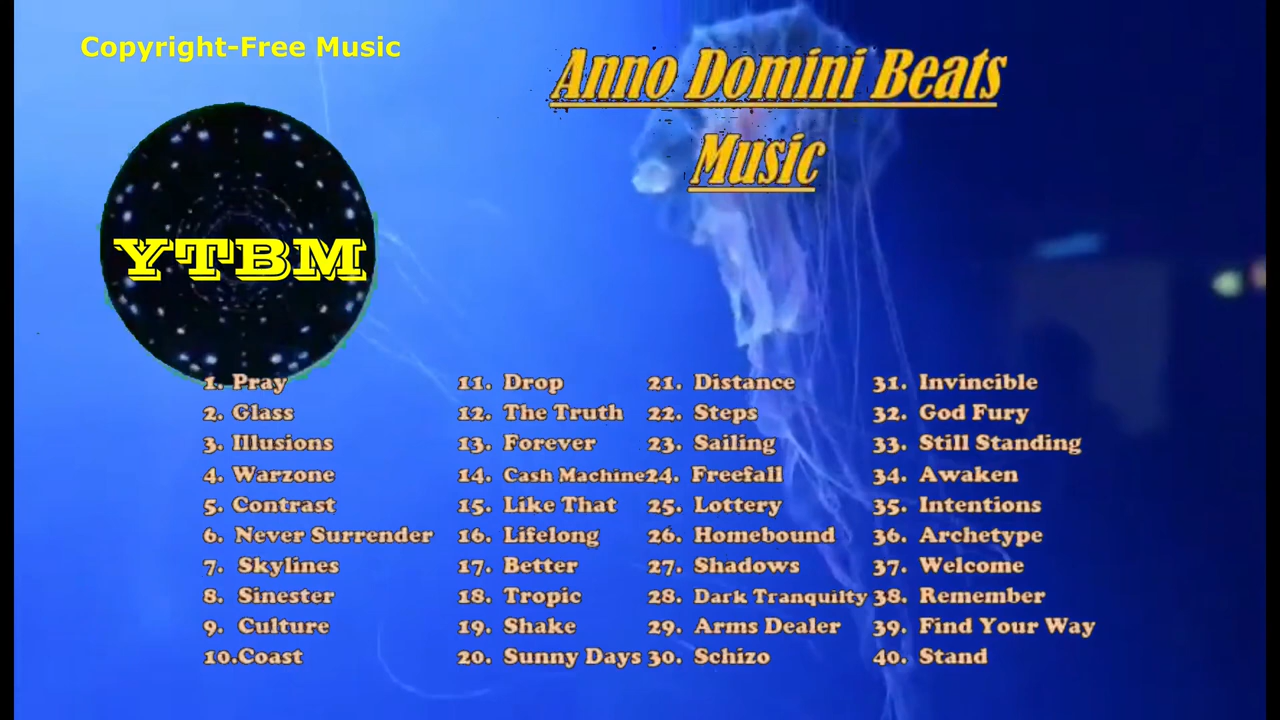 Copyright-Free Music
Anno Domini Beats
Music
YTBM
1. Pray
2. Glass
3. Illusions
4. Warzone
5. Contrast
6. Never Surrender
7. Skylines
8. Sinester
9. Culture
10.Coast
11. Drop
12. The Truth
13. Forever
14. Cash Machine
15. Like That
16. Lifelong
17. Better
18. Tropic
19. Shake
20. Sunny Days
21. Distance
22. Steps
23. Sailing
24. Freefall
25. Lottery
26. Homebound
27. Shadows
28. Dark Tranquilty
29. Arms Dealer
30. Schizo
31. Invincible
32. God Fury
33. Still Standing
34. Awaken
35. Intentions
36. Archetype
37. Welcome
38. Remember
39. Find Your Way
40. Stand